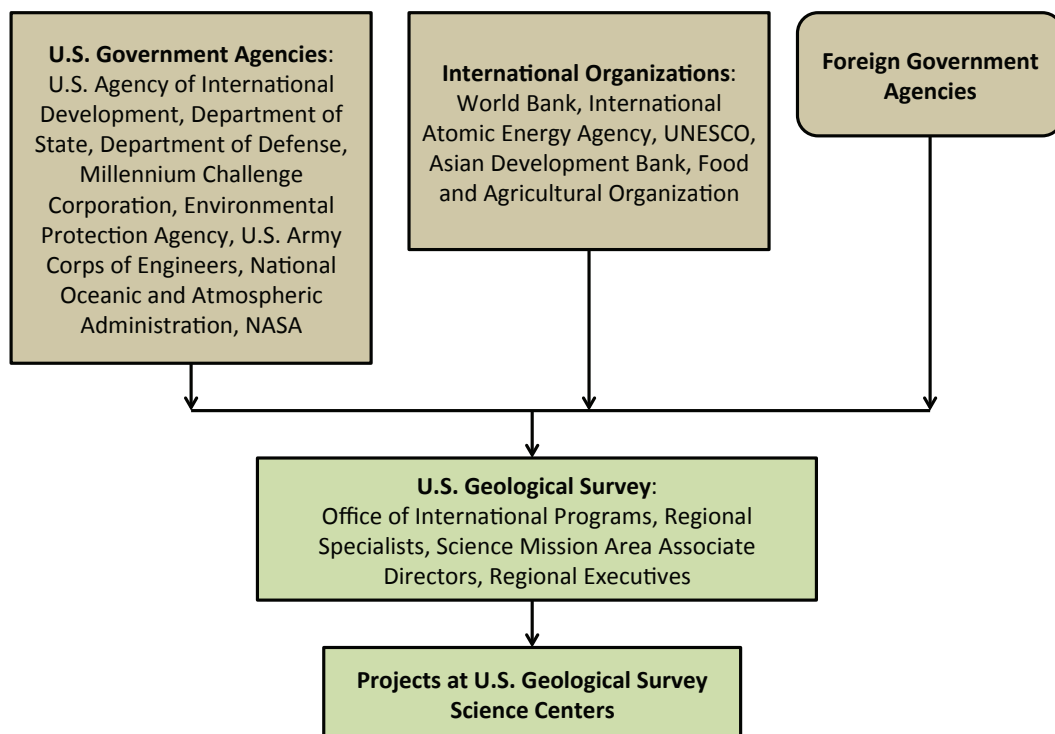 U.S. Government Agencies:
U.S. Agency of International
Development, Department of
State, Department of Defense,
Millennium Challenge
Corporation, Environmental
Protection Agency, U.S. Army
Corps of Engineers, National
Oceanic and Atmospheric
Administration, NASA
International Organizations:
World Bank, International
Atomic Energy Agency, UNESCO,
Asian Development Bank, Food
and Agricultural Organization
Foreign Government
Agencies
U.S. Geological Survey:
Office of International Programs, Regional
Specialists, Science Mission Area Associate
Directors, Regional Executives
Projects at U.S. Geological Survey
Science Centers